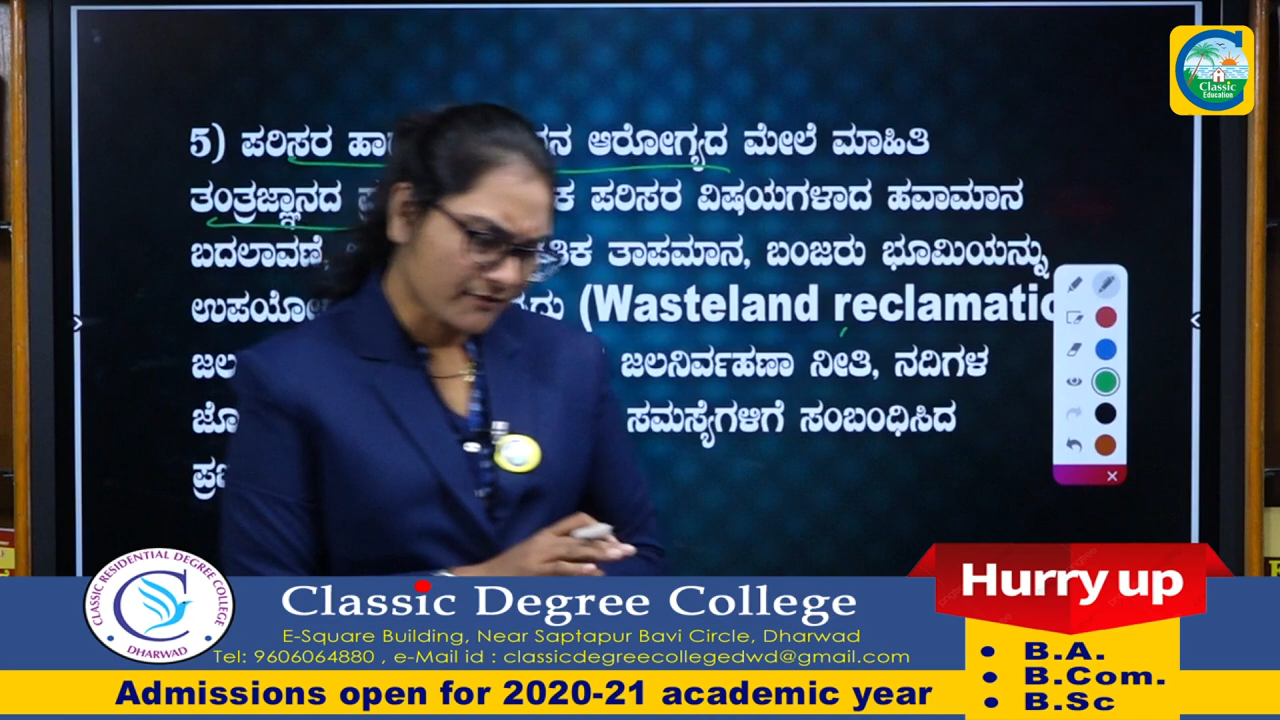 5) ಪರಿಸರ ಆರೋಗ್ಯದ ಮೇಲೆ ಮಾಹಿತಿ
ತಂತ್ರಜ್ಞಾನದ ಪರಿಸರ ವಿಷಯಗಳಾದ ಹವಾಮಾನ
ಬದಲಾವಣೆ, ತಾಪಮಾನ, ಬಂಜರು ಭೂಮಿಯನ್ನು
(Wasteland reclamatio
ಜಲನಿರ್ವಹಣಾ ನೀತಿ, ನದಿಗಳ
ಸಮಸ್ಯೆಗಳಿಗೆ ಸಂಬಂಧಿಸಿದ
Classic
Education
CLASSIC RESIDENTIAL DEGREE COLLEGE
DHARWAD
Classic Degree College
E-Square Building, Near Saptapur Bavi Circle, Dharwad
Tel: 9606064880 , e-Mail id : classicdegreecollegedwd@gmail.com
Admissions open for 2020-21 academic year
Hurry up
• B.A.
• B.Com.
• B.Sc